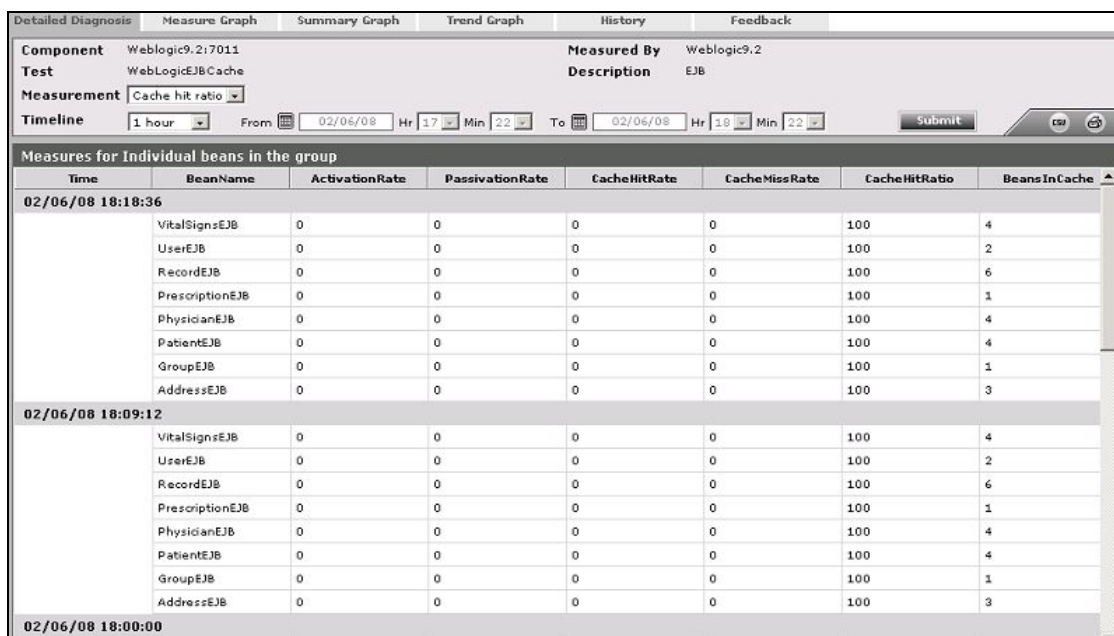 Detailed Diagnosis Measure Graph Summary Graph Trend Graph History Feedback
Component Weblogic9.2:7011 Measured By Weblogic9.2
Test WebLogicEJBCache Description EJB
Measurement Cache hit ratio
Timeline 1 hour From 02/06/08 Hr 17 Min 22 To 02/06/08 Hr 18 Min 22 Submit CSV
Measures for Individual beans in the group
Time BeanName ActivationRate PassivationRate CacheHitRate CacheMissRate CacheHitRatio BeansInCache
02/06/08 18:18:36
VitalSignsEJB 0 0 0 0 100 4
UserEJB 0 0 0 0 100 2
RecordEJB 0 0 0 0 100 6
PrescriptionEJB 0 0 0 0 100 1
PhysicianEJB 0 0 0 0 100 4
PatientEJB 0 0 0 0 100 4
GroupEJB 0 0 0 0 100 1
AddressEJB 0 0 0 0 100 3
02/06/08 18:09:12
VitalSignsEJB 0 0 0 0 100 4
UserEJB 0 0 0 0 100 2
RecordEJB 0 0 0 0 100 6
PrescriptionEJB 0 0 0 0 100 1
PhysicianEJB 0 0 0 0 100 4
PatientEJB 0 0 0 0 100 4
GroupEJB 0 0 0 0 100 1
AddressEJB 0 0 0 0 100 3
02/06/08 18:00:00